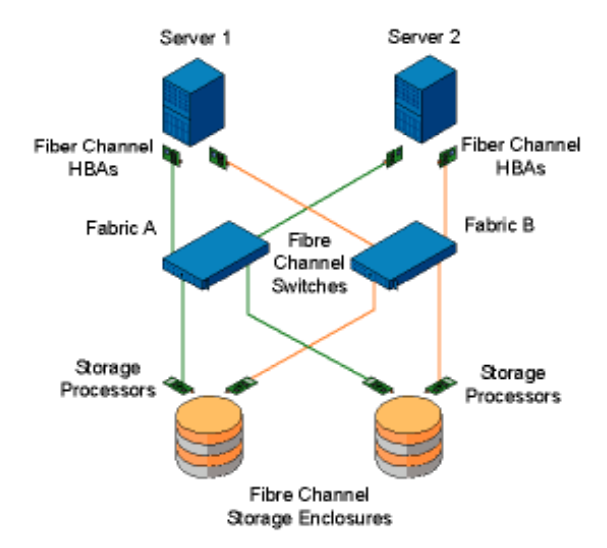 Server 1
Server 2
Fiber Channel
HBAs
Fiber Channel
HBAs
Fabric A
Fabric B
Fibre
Channel
Switches
Storage
Processors
Storage
Processors
Fibre Channel
Storage Enclosures